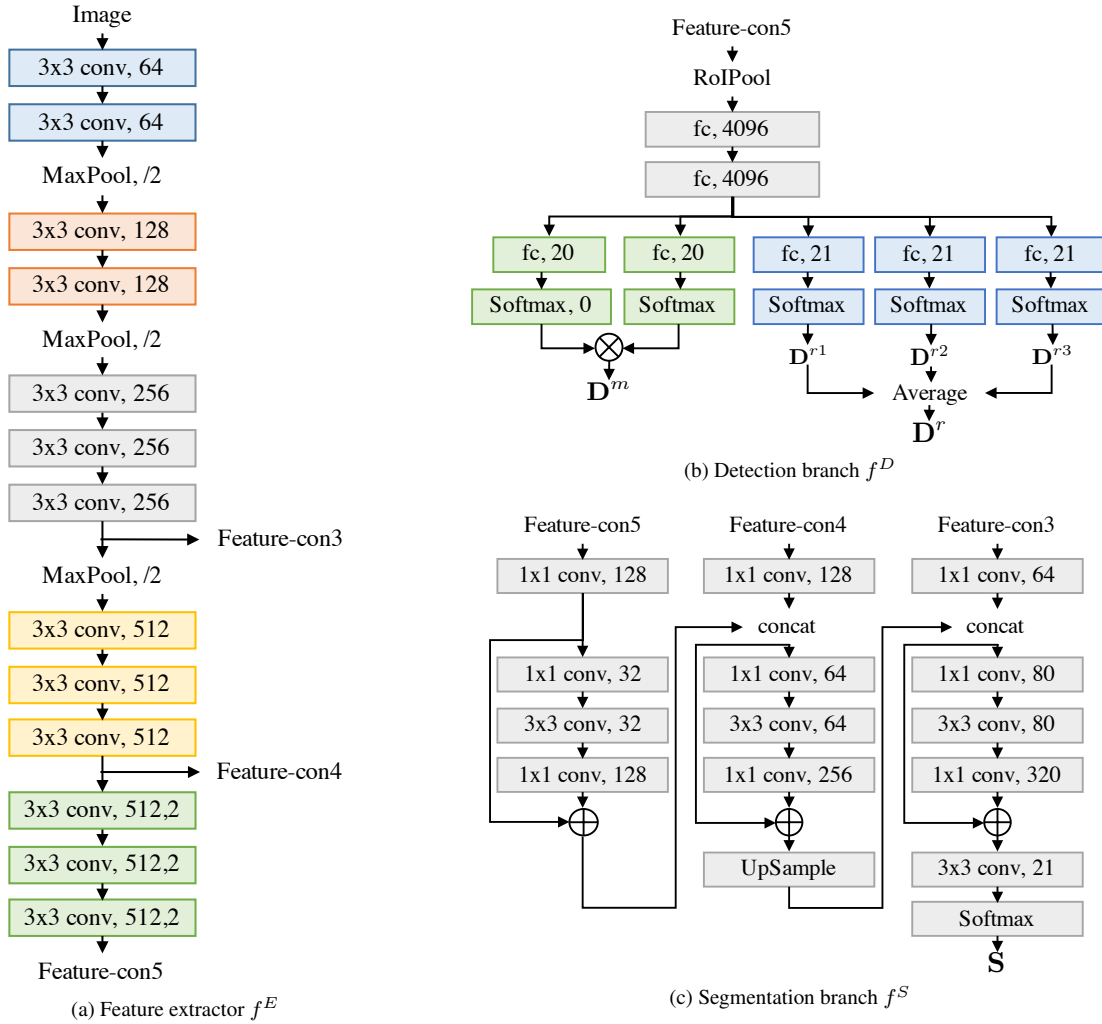 Image
3x3 conv, 64
3x3 conv, 64
MaxPool, /2
3x3 conv, 128
3x3 conv, 128
MaxPool, /2
3x3 conv, 256
3x3 conv, 256
3x3 conv, 256
Feature-con3
MaxPool, /2
3x3 conv, 512
3x3 conv, 512
3x3 conv, 512
Feature-con4
3x3 conv, 512,2
3x3 conv, 512,2
3x3 conv, 512,2
Feature-con5
(a) Feature extractor f^E
Feature-con5
RoIPool
fc, 4096
fc, 4096
fc, 20 fc, 20 fc, 21 fc, 21 fc, 21
Softmax, 0 Softmax Softmax Softmax Softmax
D^{r1} D^{r2} D^{r3}
D^m
Average
D^r
(b) Detection branch f^D
Feature-con5 Feature-con4 Feature-con3
1x1 conv, 128 1x1 conv, 128 1x1 conv, 64
concat concat
1x1 conv, 32 1x1 conv, 64 1x1 conv, 80
3x3 conv, 32 3x3 conv, 64 3x3 conv, 80
1x1 conv, 128 1x1 conv, 256 1x1 conv, 320
UpSample 3x3 conv, 21
Softmax
S
(c) Segmentation branch f^S